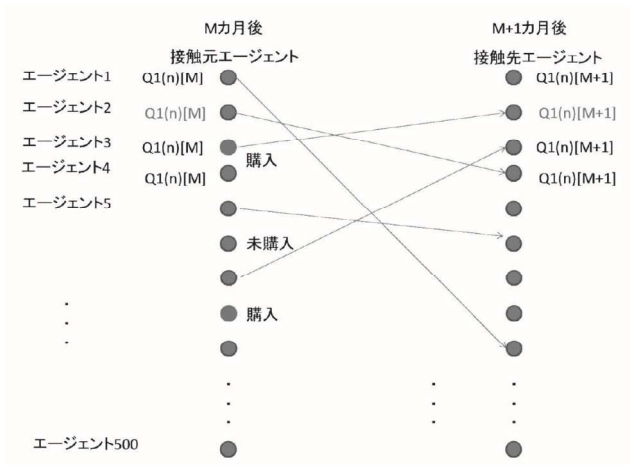 Mカ月後
M+1カ月後
接触元エージェント
接触先エージェント
エージェント1
Q1(n)[M]
Q1(n)[M+1]
エージェント2
Q1(n)[M]
Q1(n)[M+1]
エージェント3
Q1(n)[M]
購入
Q1(n)[M+1]
エージェント4
Q1(n)[M]
Q1(n)[M+1]
エージェント5
未購入
購入
エージェント500